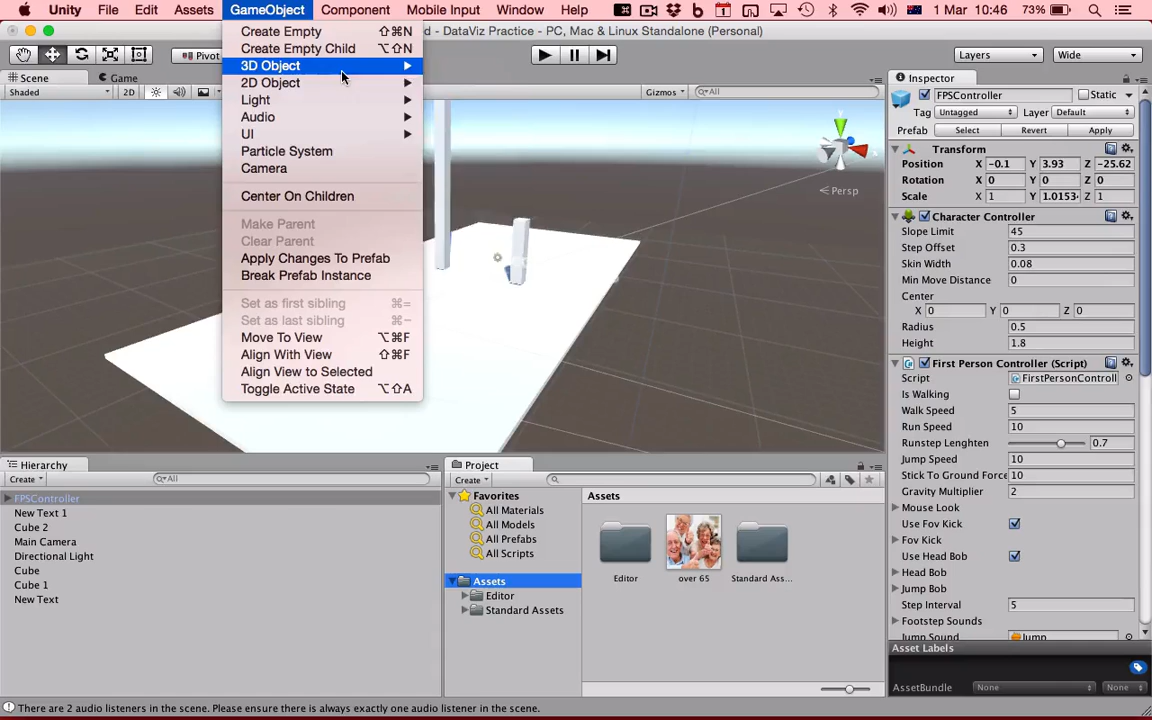 Unity File Edit Assets GameObject Component Mobile Input Window Help 1 Mar 10:46 73%
d - DataViz Practice - PC, Mac & Linux Standalone (Personal)
Pivot Layers Wide
Create Empty ⇧⌘N
Create Empty Child ⌥⇧N
3D Object
2D Object
Light
Audio
UI
Particle System
Camera
Center On Children
Make Parent
Clear Parent
Apply Changes To Prefab
Break Prefab Instance
Set as first sibling ⌘=
Set as last sibling ⌘-
Move To View ⌥⌘F
Align With View ⇧⌘F
Align View to Selected
Toggle Active State ⌥⇧A
Scene Game
Shaded 2D Gizmos All
Persp
Inspector
FPSController Static
Tag Untagged Layer Default
Prefab Select Revert Apply
Transform
Position X -0.1 Y 3.93 Z -25.62
Rotation X 0 Y 0 Z 0
Scale X 1 Y 1.0153 Z 1
Character Controller
Slope Limit 45
Step Offset 0.3
Skin Width 0.08
Min Move Distance 0
Center
X 0 Y 0 Z 0
Radius 0.5
Height 1.8
First Person Controller (Script)
Script FirstPersonControll
Is Walking
Walk Speed 5
Run Speed 10
Runstep Lenghten 0.7
Jump Speed 10
Stick To Ground Force 10
Gravity Multiplier 2
Mouse Look
Use Fov Kick
Fov Kick
Use Head Bob
Head Bob
Jump Bob
Step Interval 5
Footstep Sounds
Jump Sound Jump
Asset Labels
AssetBundle None None
Hierarchy
Create All
FPSController
New Text 1
Cube 2
Main Camera
Directional Light
Cube
Cube 1
New Text
Project
Create
Favorites
All Materials
All Models
All Prefabs
All Scripts
Assets
Editor
Standard Assets
Assets
Editor over 65 Standard Ass...
There are 2 audio listeners in the scene. Please ensure there is always exactly one audio listener in the scene.